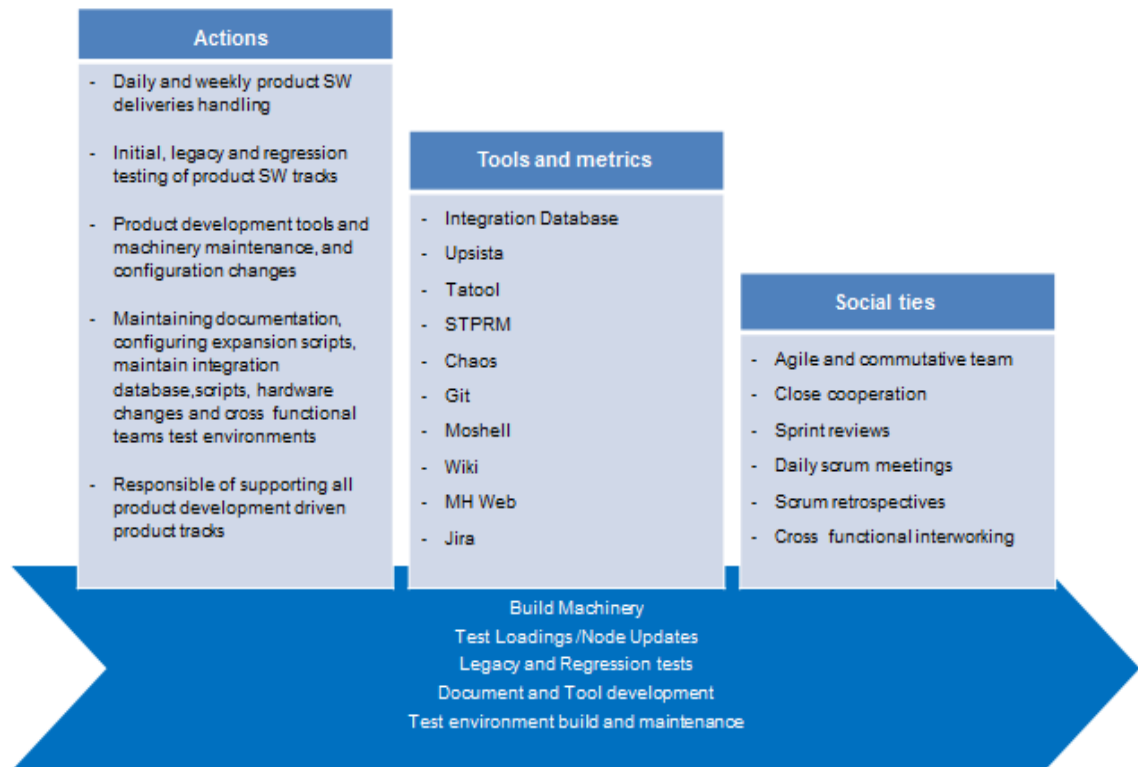 Actions
- Daily and weekly product SW
deliveries handling
- Initial, legacy and regression
testing of product SW tracks
- Product development tools and
machinery maintenance, and
configuration changes
- Maintaining documentation,
configuring expansion scripts,
maintain integration
database,scripts, hardware
changes and cross functional
teams test environments
- Responsible of supporting all
product development driven
product tracks
Tools and metrics
- Integration Database
- Upsista
- Tatool
- STPRM
- Chaos
- Git
- Moshell
- Wiki
- MH Web
- Jira
Social ties
- Agile and commutative team
- Close cooperation
- Sprint reviews
- Daily scrum meetings
- Scrum retrospectives
- Cross functional interworking
Build Machinery
Test Loadings /Node Updates
Legacy and Regression tests
Document and Tool development
Test environment build and maintenance